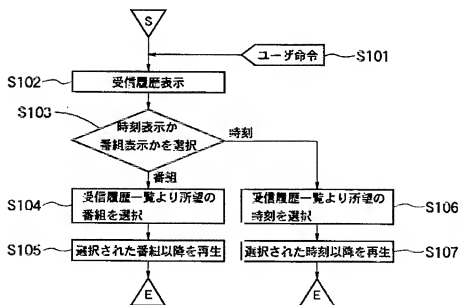 S
ユーザ命令
S101
S102
受信履歴表示
S103
時刻表示か
番組表示かを選択
時刻
番組
S104
受信履歴一覧より所望の
番組を選択
受信履歴一覧より所望の
時刻を選択
S106
S105
選択された番組以降を再生
選択された時刻以降を再生
S107
E
E